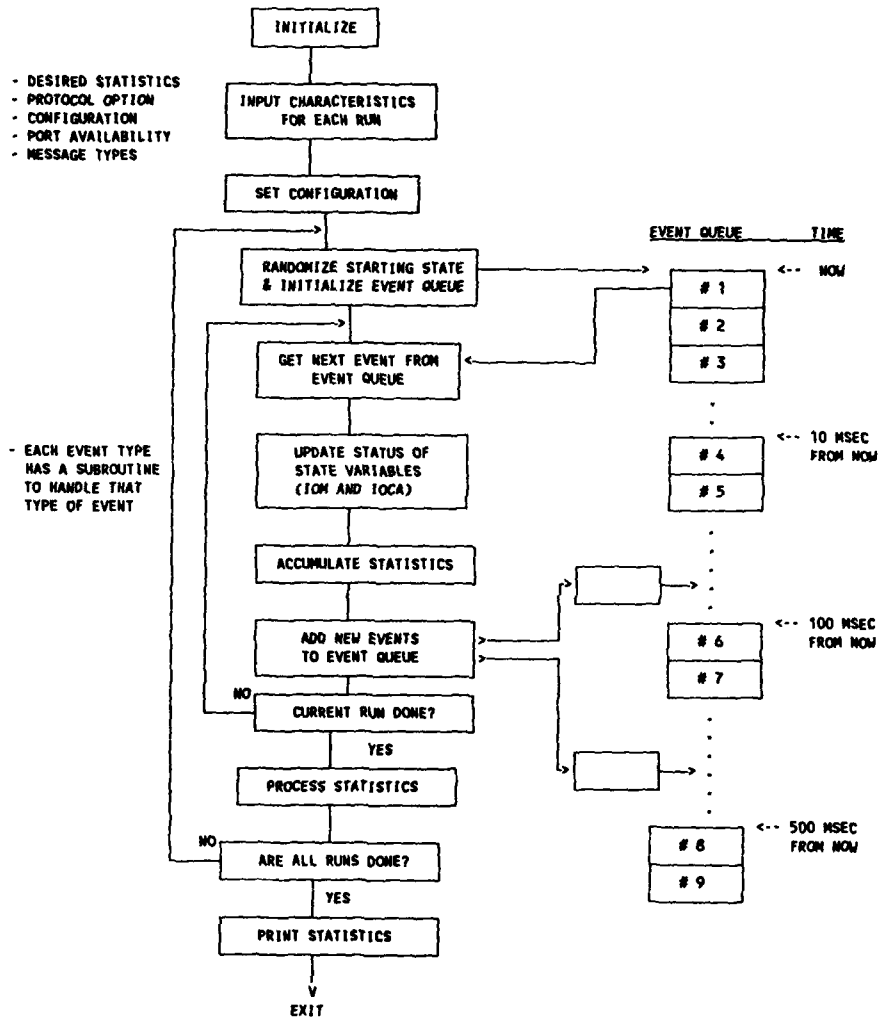 INITIALIZE
- DESIRED STATISTICS
- PROTOCOL OPTION
- CONFIGURATION
- PORT AVAILABILITY
- MESSAGE TYPES
INPUT CHARACTERISTICS
FOR EACH RUN
SET CONFIGURATION
RANDOMIZE STARTING STATE
& INITIALIZE EVENT QUEUE
GET NEXT EVENT FROM
EVENT QUEUE
- EACH EVENT TYPE
HAS A SUBROUTINE
TO HANDLE THAT
TYPE OF EVENT
UPDATE STATUS OF
STATE VARIABLES
(IOM AND IOCA)
ACCUMULATE STATISTICS
ADD NEW EVENTS
TO EVENT QUEUE
NO
CURRENT RUN DONE?
YES
PROCESS STATISTICS
NO
ARE ALL RUNS DONE?
YES
PRINT STATISTICS
EXIT
EVENT QUEUE TIME
# 1 <-- NOW
# 2
# 3
# 4 <-- 10 MSEC
FROM NOW
# 5
# 6 <-- 100 MSEC
FROM NOW
# 7
# 8 <-- 500 MSEC
FROM NOW
# 9